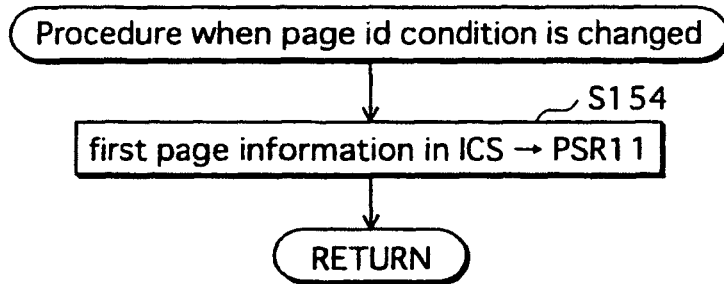 Procedure when page id condition is changed
S154
first page information in ICS → PSR11
RETURN